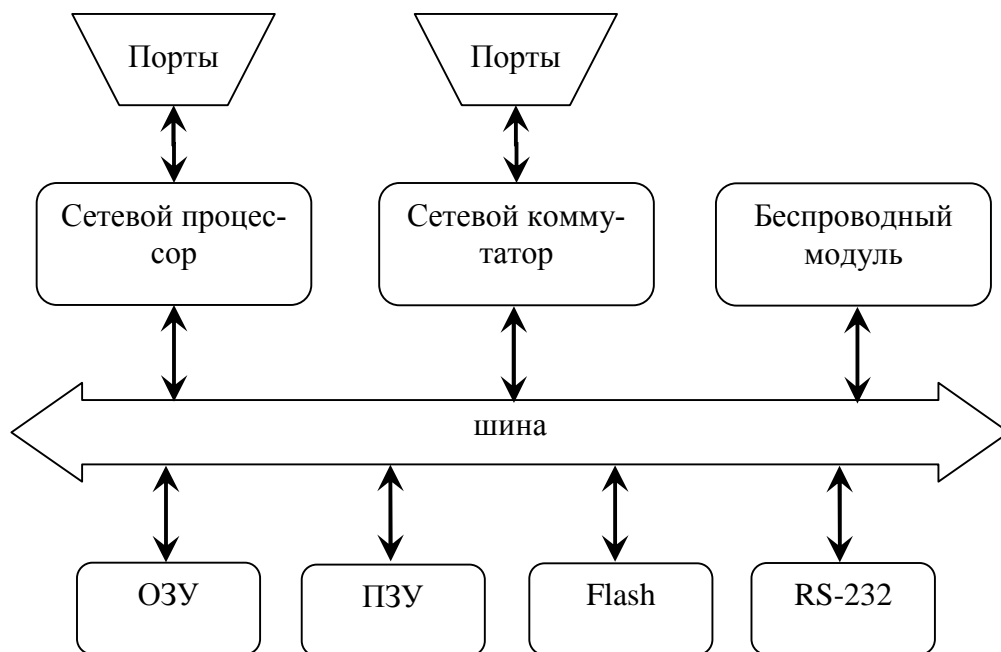 Порты
Порты
Сетевой процес-
сор
Сетевой комму-
татор
Беспроводный
модуль
шина
ОЗУ
ПЗУ
Flash
RS-232